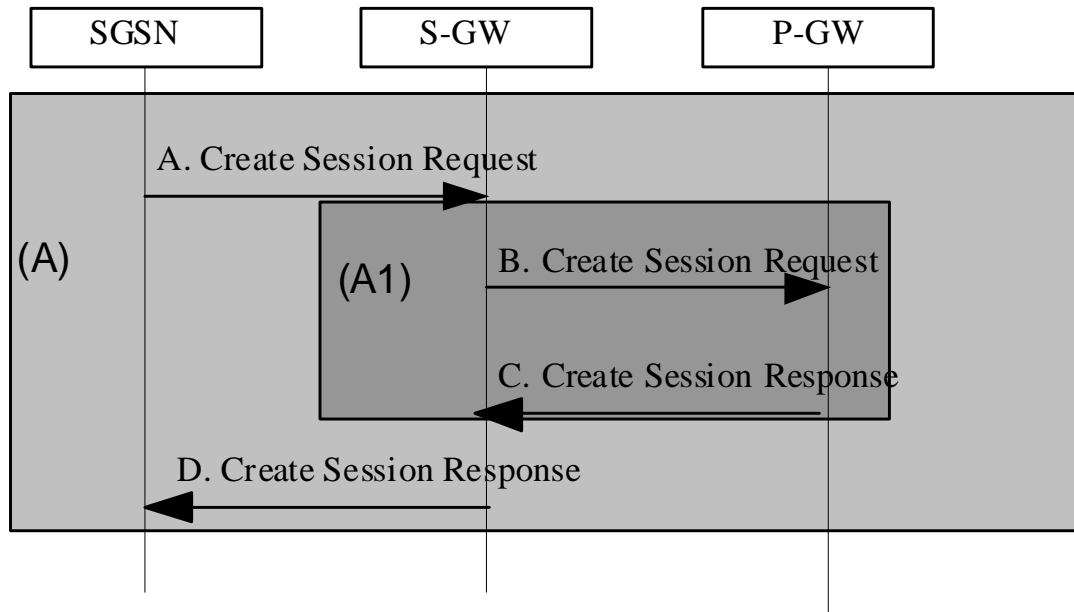 SGSN
S-GW
P-GW
A. Create Session Request
(A)
(A1)
B. Create Session Request
C. Create Session Response
D. Create Session Response